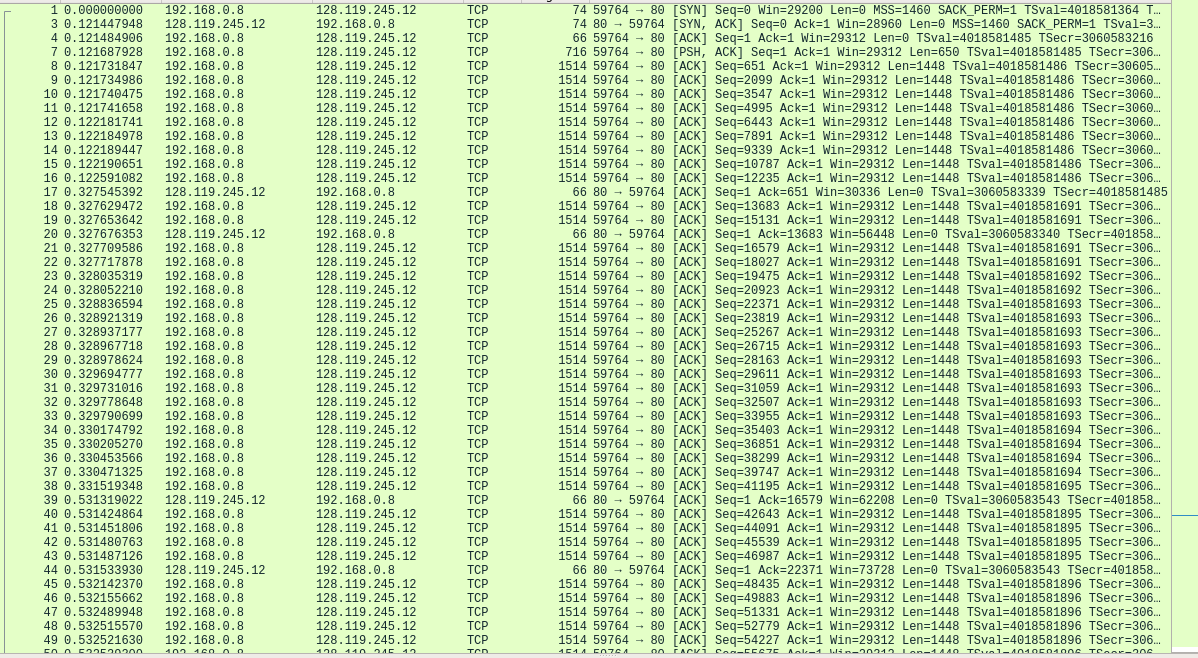 1 0.000000000 192.168.0.8 128.119.245.12 TCP 74 59764 → 80 [SYN] Seq=0 Win=29200 Len=0 MSS=1460 SACK_PERM=1 TSval=4018581364 T…
3 0.121447948 128.119.245.12 192.168.0.8 TCP 74 80 → 59764 [SYN, ACK] Seq=0 Ack=1 Win=28960 Len=0 MSS=1460 SACK_PERM=1 TSval=3…
4 0.121484906 192.168.0.8 128.119.245.12 TCP 66 59764 → 80 [ACK] Seq=1 Ack=1 Win=29312 Len=0 TSval=4018581485 TSecr=3060583216
7 0.121687928 192.168.0.8 128.119.245.12 TCP 716 59764 → 80 [PSH, ACK] Seq=1 Ack=1 Win=29312 Len=650 TSval=4018581485 TSecr=306…
8 0.121731847 192.168.0.8 128.119.245.12 TCP 1514 59764 → 80 [ACK] Seq=651 Ack=1 Win=29312 Len=1448 TSval=4018581486 TSecr=30605…
9 0.121734986 192.168.0.8 128.119.245.12 TCP 1514 59764 → 80 [ACK] Seq=2099 Ack=1 Win=29312 Len=1448 TSval=4018581486 TSecr=3060…
10 0.121740475 192.168.0.8 128.119.245.12 TCP 1514 59764 → 80 [ACK] Seq=3547 Ack=1 Win=29312 Len=1448 TSval=4018581486 TSecr=3060…
11 0.121741658 192.168.0.8 128.119.245.12 TCP 1514 59764 → 80 [ACK] Seq=4995 Ack=1 Win=29312 Len=1448 TSval=4018581486 TSecr=3060…
12 0.122181741 192.168.0.8 128.119.245.12 TCP 1514 59764 → 80 [ACK] Seq=6443 Ack=1 Win=29312 Len=1448 TSval=4018581486 TSecr=3060…
13 0.122184978 192.168.0.8 128.119.245.12 TCP 1514 59764 → 80 [ACK] Seq=7891 Ack=1 Win=29312 Len=1448 TSval=4018581486 TSecr=3060…
14 0.122189447 192.168.0.8 128.119.245.12 TCP 1514 59764 → 80 [ACK] Seq=9339 Ack=1 Win=29312 Len=1448 TSval=4018581486 TSecr=3060…
15 0.122190651 192.168.0.8 128.119.245.12 TCP 1514 59764 → 80 [ACK] Seq=10787 Ack=1 Win=29312 Len=1448 TSval=4018581486 TSecr=306…
16 0.122591082 192.168.0.8 128.119.245.12 TCP 1514 59764 → 80 [ACK] Seq=12235 Ack=1 Win=29312 Len=1448 TSval=4018581486 TSecr=306…
17 0.327545392 128.119.245.12 192.168.0.8 TCP 66 80 → 59764 [ACK] Seq=1 Ack=651 Win=30336 Len=0 TSval=3060583339 TSecr=4018581485
18 0.327629472 192.168.0.8 128.119.245.12 TCP 1514 59764 → 80 [ACK] Seq=13683 Ack=1 Win=29312 Len=1448 TSval=4018581691 TSecr=306…
19 0.327653642 192.168.0.8 128.119.245.12 TCP 1514 59764 → 80 [ACK] Seq=15131 Ack=1 Win=29312 Len=1448 TSval=4018581691 TSecr=306…
20 0.327676353 128.119.245.12 192.168.0.8 TCP 66 80 → 59764 [ACK] Seq=1 Ack=13683 Win=56448 Len=0 TSval=3060583340 TSecr=401858…
21 0.327709586 192.168.0.8 128.119.245.12 TCP 1514 59764 → 80 [ACK] Seq=16579 Ack=1 Win=29312 Len=1448 TSval=4018581691 TSecr=306…
22 0.327717878 192.168.0.8 128.119.245.12 TCP 1514 59764 → 80 [ACK] Seq=18027 Ack=1 Win=29312 Len=1448 TSval=4018581691 TSecr=306…
23 0.328035319 192.168.0.8 128.119.245.12 TCP 1514 59764 → 80 [ACK] Seq=19475 Ack=1 Win=29312 Len=1448 TSval=4018581692 TSecr=306…
24 0.328052210 192.168.0.8 128.119.245.12 TCP 1514 59764 → 80 [ACK] Seq=20923 Ack=1 Win=29312 Len=1448 TSval=4018581692 TSecr=306…
25 0.328836594 192.168.0.8 128.119.245.12 TCP 1514 59764 → 80 [ACK] Seq=22371 Ack=1 Win=29312 Len=1448 TSval=4018581693 TSecr=306…
26 0.328921319 192.168.0.8 128.119.245.12 TCP 1514 59764 → 80 [ACK] Seq=23819 Ack=1 Win=29312 Len=1448 TSval=4018581693 TSecr=306…
27 0.328937177 192.168.0.8 128.119.245.12 TCP 1514 59764 → 80 [ACK] Seq=25267 Ack=1 Win=29312 Len=1448 TSval=4018581693 TSecr=306…
28 0.328967718 192.168.0.8 128.119.245.12 TCP 1514 59764 → 80 [ACK] Seq=26715 Ack=1 Win=29312 Len=1448 TSval=4018581693 TSecr=306…
29 0.328978624 192.168.0.8 128.119.245.12 TCP 1514 59764 → 80 [ACK] Seq=28163 Ack=1 Win=29312 Len=1448 TSval=4018581693 TSecr=306…
30 0.329694777 192.168.0.8 128.119.245.12 TCP 1514 59764 → 80 [ACK] Seq=29611 Ack=1 Win=29312 Len=1448 TSval=4018581693 TSecr=306…
31 0.329731016 192.168.0.8 128.119.245.12 TCP 1514 59764 → 80 [ACK] Seq=31059 Ack=1 Win=29312 Len=1448 TSval=4018581693 TSecr=306…
32 0.329778648 192.168.0.8 128.119.245.12 TCP 1514 59764 → 80 [ACK] Seq=32507 Ack=1 Win=29312 Len=1448 TSval=4018581693 TSecr=306…
33 0.329790699 192.168.0.8 128.119.245.12 TCP 1514 59764 → 80 [ACK] Seq=33955 Ack=1 Win=29312 Len=1448 TSval=4018581693 TSecr=306…
34 0.330174792 192.168.0.8 128.119.245.12 TCP 1514 59764 → 80 [ACK] Seq=35403 Ack=1 Win=29312 Len=1448 TSval=4018581694 TSecr=306…
35 0.330205270 192.168.0.8 128.119.245.12 TCP 1514 59764 → 80 [ACK] Seq=36851 Ack=1 Win=29312 Len=1448 TSval=4018581694 TSecr=306…
36 0.330453566 192.168.0.8 128.119.245.12 TCP 1514 59764 → 80 [ACK] Seq=38299 Ack=1 Win=29312 Len=1448 TSval=4018581694 TSecr=306…
37 0.330471325 192.168.0.8 128.119.245.12 TCP 1514 59764 → 80 [ACK] Seq=39747 Ack=1 Win=29312 Len=1448 TSval=4018581694 TSecr=306…
38 0.331519348 192.168.0.8 128.119.245.12 TCP 1514 59764 → 80 [ACK] Seq=41195 Ack=1 Win=29312 Len=1448 TSval=4018581695 TSecr=306…
39 0.531319022 128.119.245.12 192.168.0.8 TCP 66 80 → 59764 [ACK] Seq=1 Ack=16579 Win=62208 Len=0 TSval=3060583543 TSecr=401858…
40 0.531424864 192.168.0.8 128.119.245.12 TCP 1514 59764 → 80 [ACK] Seq=42643 Ack=1 Win=29312 Len=1448 TSval=4018581895 TSecr=306…
41 0.531451806 192.168.0.8 128.119.245.12 TCP 1514 59764 → 80 [ACK] Seq=44091 Ack=1 Win=29312 Len=1448 TSval=4018581895 TSecr=306…
42 0.531480763 192.168.0.8 128.119.245.12 TCP 1514 59764 → 80 [ACK] Seq=45539 Ack=1 Win=29312 Len=1448 TSval=4018581895 TSecr=306…
43 0.531487126 192.168.0.8 128.119.245.12 TCP 1514 59764 → 80 [ACK] Seq=46987 Ack=1 Win=29312 Len=1448 TSval=4018581895 TSecr=306…
44 0.531533930 128.119.245.12 192.168.0.8 TCP 66 80 → 59764 [ACK] Seq=1 Ack=22371 Win=73728 Len=0 TSval=3060583543 TSecr=401858…
45 0.532142370 192.168.0.8 128.119.245.12 TCP 1514 59764 → 80 [ACK] Seq=48435 Ack=1 Win=29312 Len=1448 TSval=4018581896 TSecr=306…
46 0.532155662 192.168.0.8 128.119.245.12 TCP 1514 59764 → 80 [ACK] Seq=49883 Ack=1 Win=29312 Len=1448 TSval=4018581896 TSecr=306…
47 0.532489948 192.168.0.8 128.119.245.12 TCP 1514 59764 → 80 [ACK] Seq=51331 Ack=1 Win=29312 Len=1448 TSval=4018581896 TSecr=306…
48 0.532515570 192.168.0.8 128.119.245.12 TCP 1514 59764 → 80 [ACK] Seq=52779 Ack=1 Win=29312 Len=1448 TSval=4018581896 TSecr=306…
49 0.532521630 192.168.0.8 128.119.245.12 TCP 1514 59764 → 80 [ACK] Seq=54227 Ack=1 Win=29312 Len=1448 TSval=4018581896 TSecr=306…